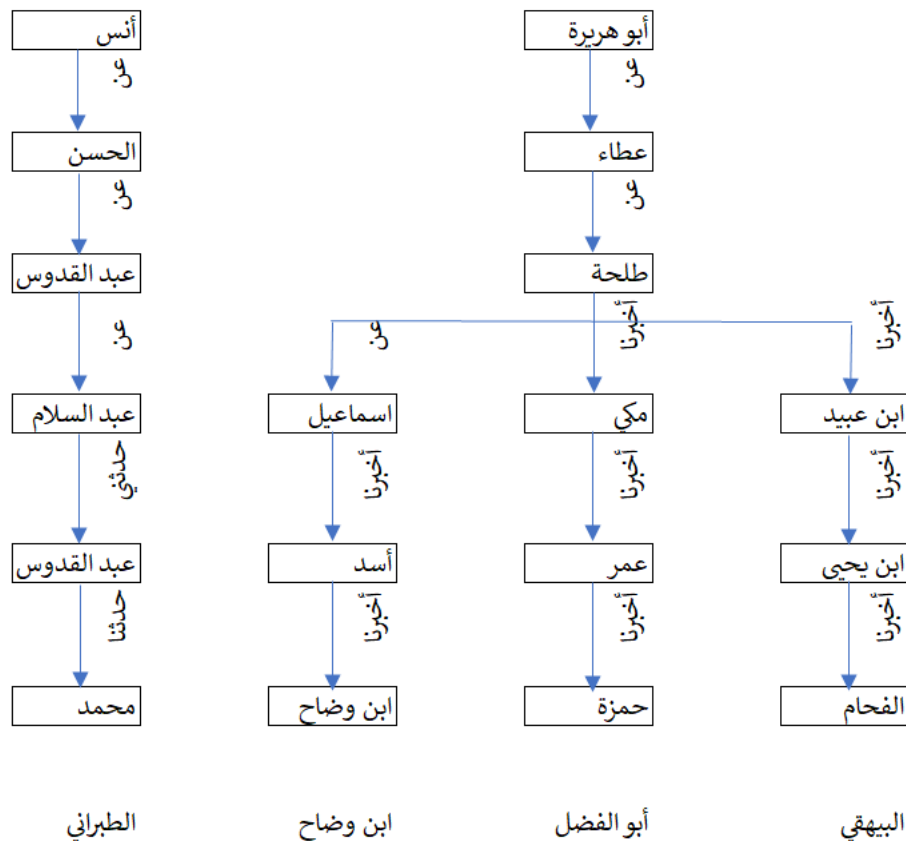 أبو هريرة
أنس
عن
عن
عطاء
الحسن
عن
عن
طلحة
عبد القدوس
أخبرنا
أخبرنا
عن
عن
ابن عبيد
مكي
اسماعيل
عبد السلام
أخبرنا
أخبرنا
أخبرنا
حدثني
ابن يحيى
عمر
أسد
عبد القدوس
أخبرنا
أخبرنا
أخبرنا
حدثنا
الفحام
حمزة
ابن وضاح
محمد
البيهقي
أبو الفضل
ابن وضاح
الطبراني